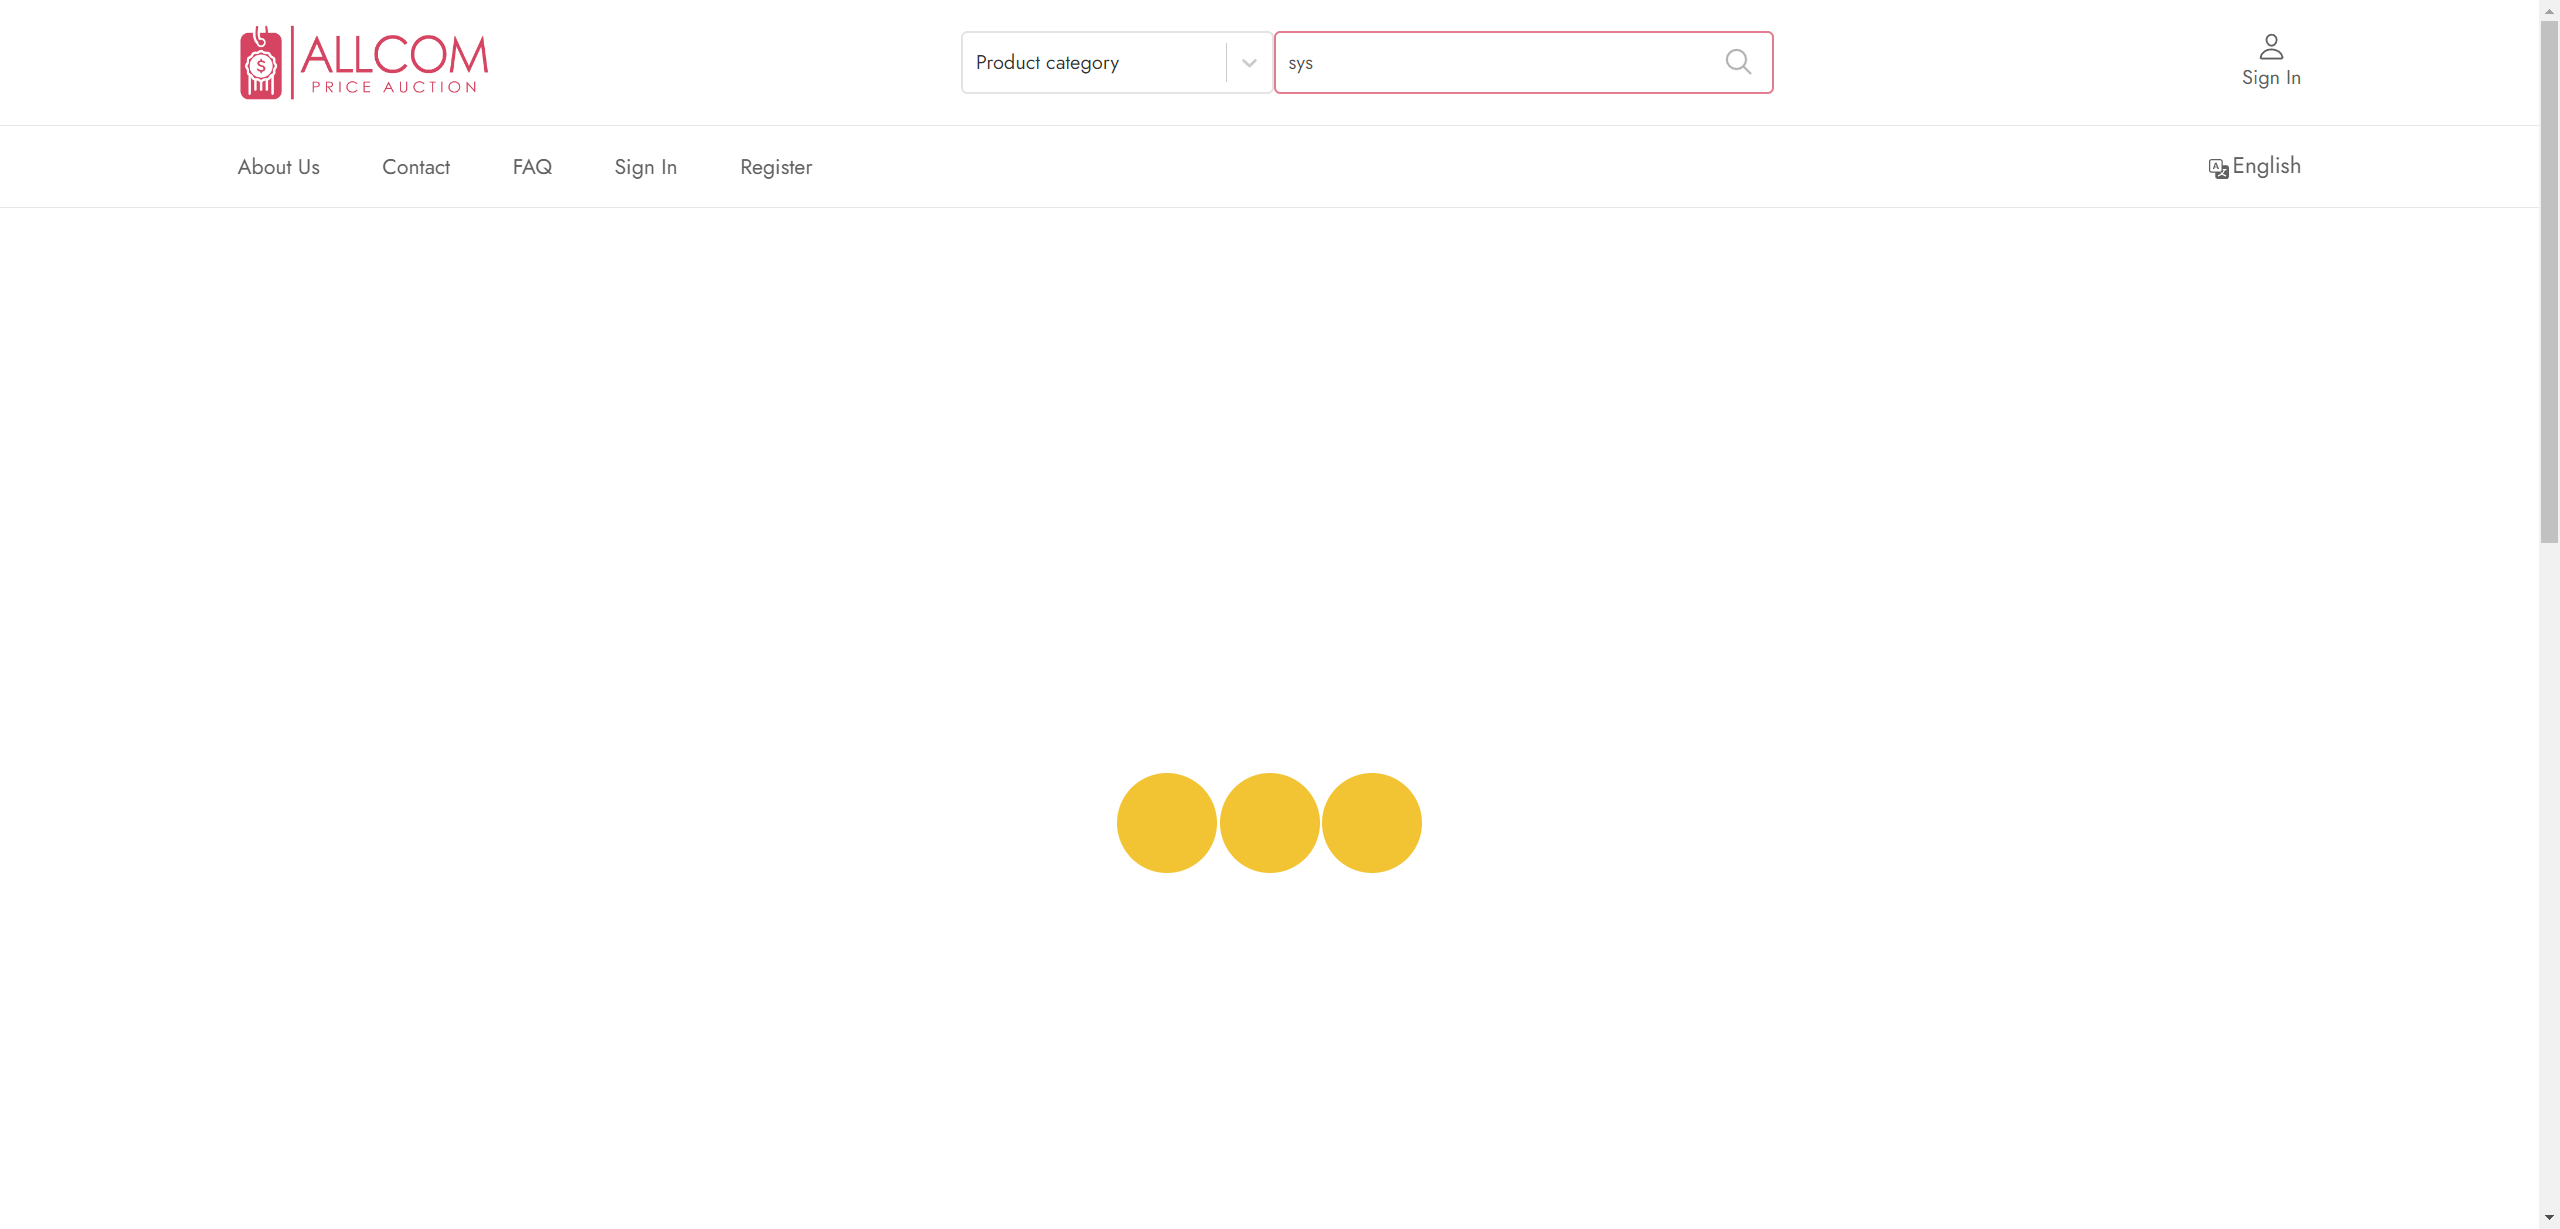 ALLCOM
PRICE AUCTION
Product category
sys
Sign In
About Us
Contact
FAQ
Sign In
Register
English